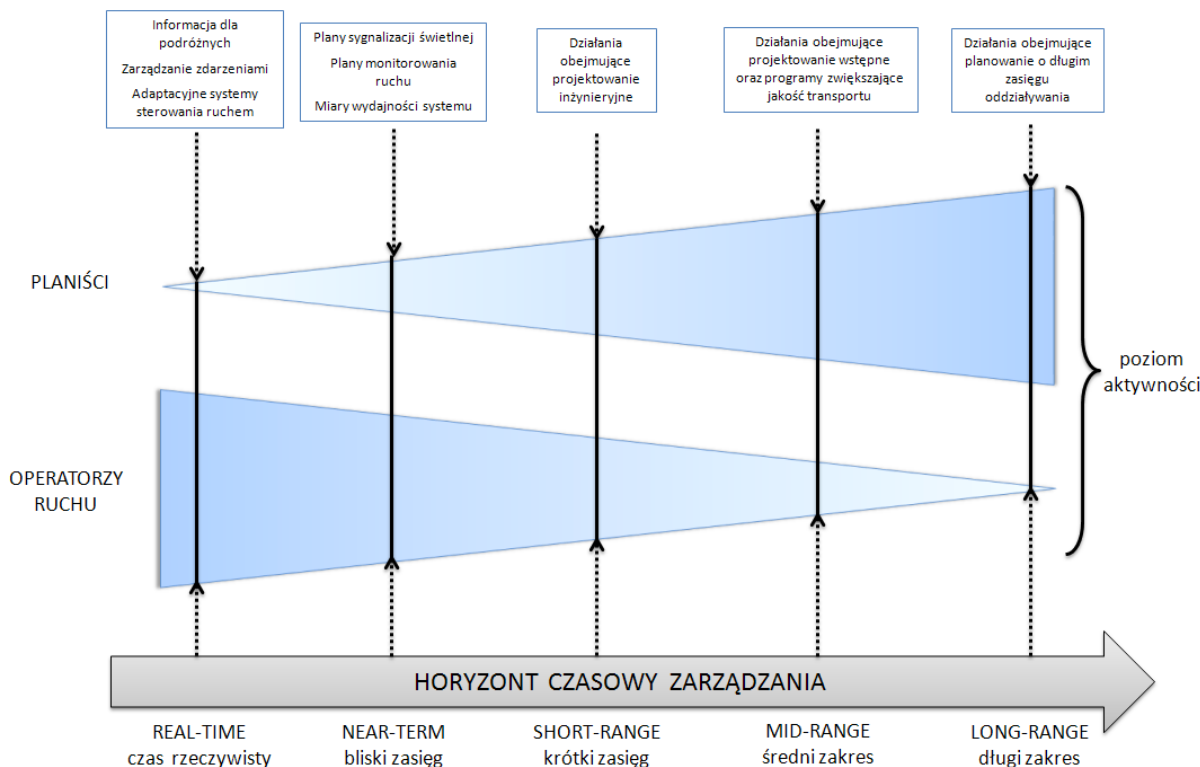 Informacja dla
podróżnych
Zarządzanie zdarzeniami
Adaptacyjne systemy
sterowania ruchem
Plany sygnalizacji świetlnej
Plany monitorowania
ruchu
Miary wydajności systemu
Działania
obejmujące
projektowanie
inżynieryjne
Działania obejmujące
projektowanie wstępne
oraz programy zwiększające
jakość transportu
Działania obejmujące
planowanie o długim
zasięgu
oddziaływania
PLANIŚCI
poziom
aktywności
OPERATORZY
RUCHU
HORYZONT CZASOWY ZARZĄDZANIA
REAL-TIME
czas rzeczywisty
NEAR-TERM
bliski zasięg
SHORT-RANGE
krótki zasięg
MID-RANGE
średni zakres
LONG-RANGE
długi zakres